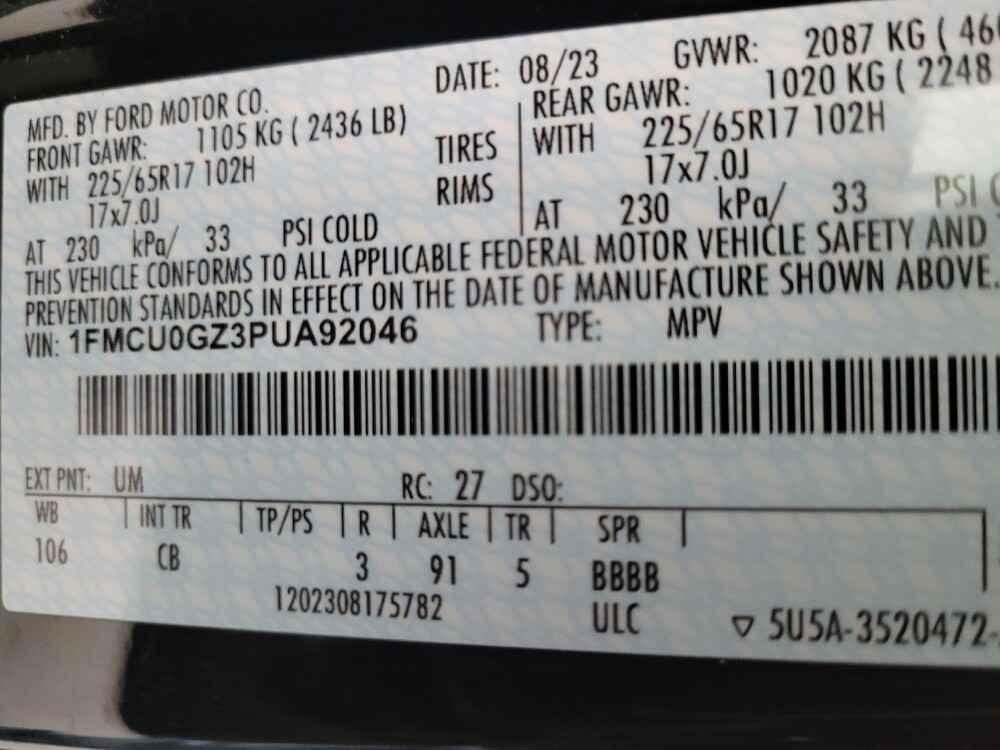 MFD. BY FORD MOTOR CO. DATE: 08/23 GVWR: 2087 KG ( 46
FRONT GAWR: 1105 KG ( 2436 LB) REAR GAWR: 1020 KG ( 2248
WITH 225/65R17 102H TIRES WITH 225/65R17 102H
17x7.0J RIMS 17x7.0J
AT 230 kPa/ 33 PSI COLD AT 230 kPa/ 33 PSI
THIS VEHICLE CONFORMS TO ALL APPLICABLE FEDERAL MOTOR VEHICLE SAFETY AND
PREVENTION STANDARDS IN EFFECT ON THE DATE OF MANUFACTURE SHOWN ABOVE.
VIN: 1FMCU0GZ3PUA92046 TYPE: MPV
EXT PNT: UM RC: 27 DSO:
WB INT TR TP/PS R AXLE TR SPR
106 CB 3 91 5 BBBB
1202308175782 ULC ▽ 5U5A-3520472-